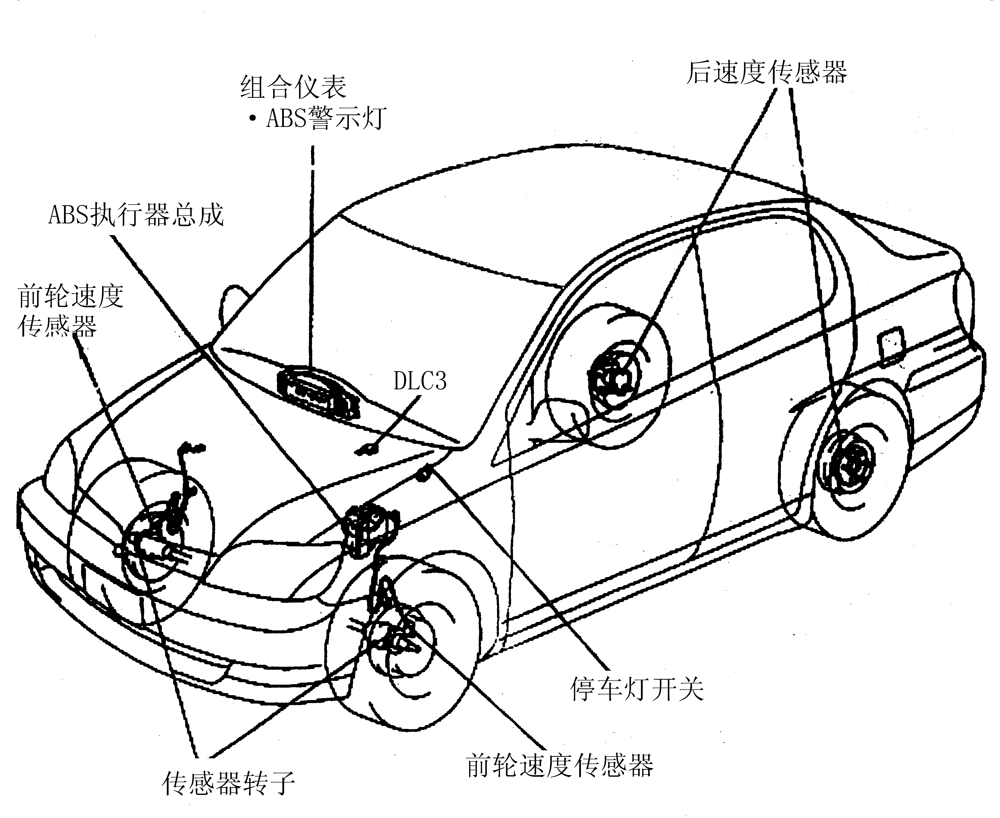 后速度传感器
组合仪表
·ABS警示灯
ABS执行器总成
前轮速度
传感器
DLC3
停车灯开关
前轮速度传感器
传感器转子